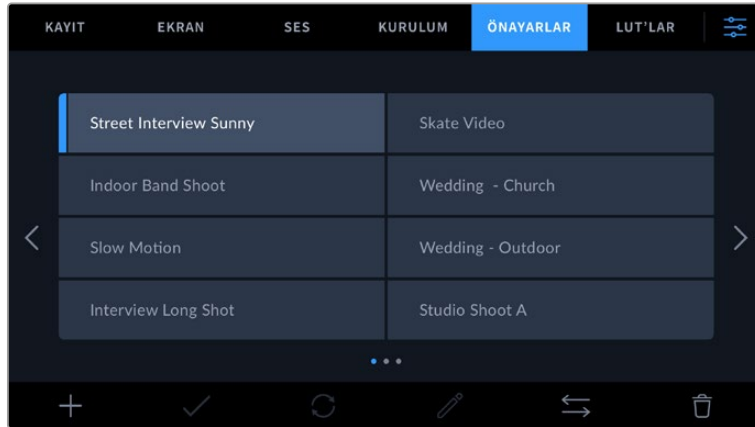 KAYIT EKRAN SES KURULUM ÖNAYARLAR LUT'LAR
Street Interview Sunny Skate Video
Indoor Band Shoot Wedding - Church
Slow Motion Wedding - Outdoor
Interview Long Shot Studio Shoot A